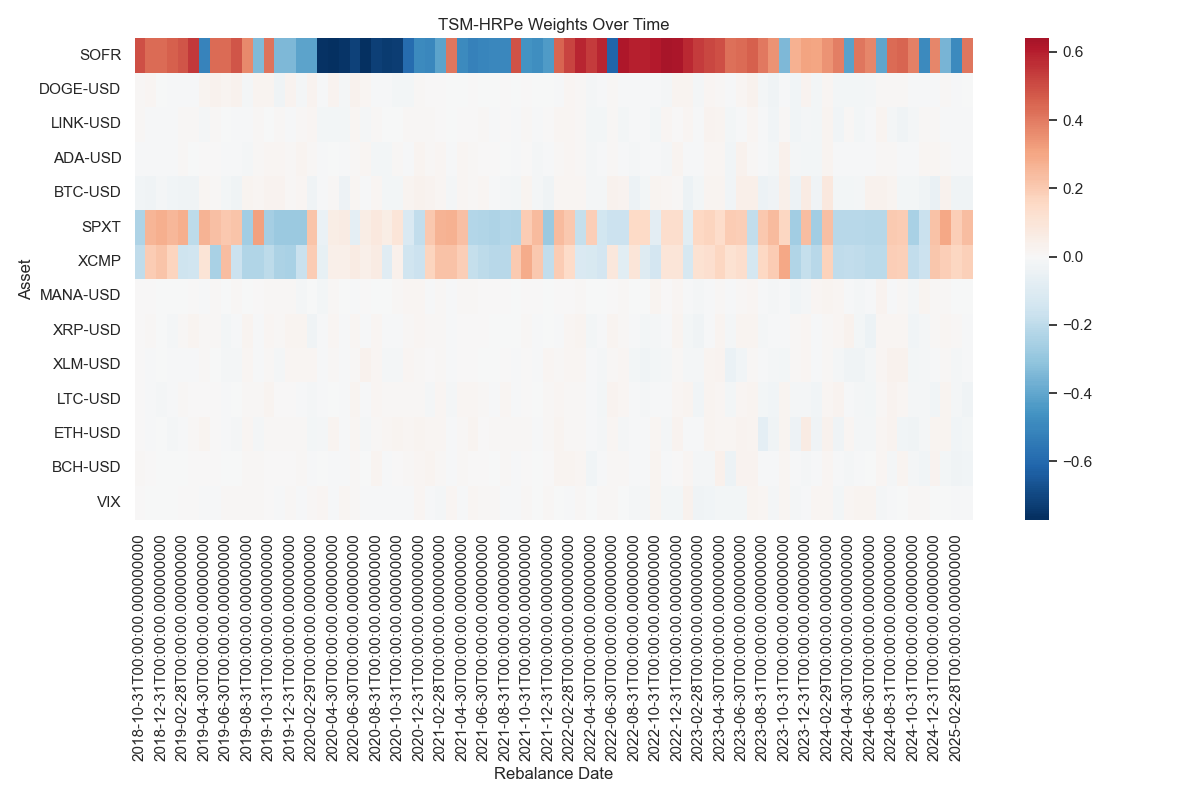 TSM-HRPe Weights Over Time
SOFR
DOGE-USD
LINK-USD
ADA-USD
BTC-USD
SPXT
XCMP
MANA-USD
XRP-USD
XLM-USD
LTC-USD
ETH-USD
BCH-USD
VIX
Asset
0.6
0.4
0.2
0.0
−0.2
−0.4
−0.6
2018-10-31T00:00:00.000000000
2018-12-31T00:00:00.000000000
2019-02-28T00:00:00.000000000
2019-04-30T00:00:00.000000000
2019-06-30T00:00:00.000000000
2019-08-31T00:00:00.000000000
2019-10-31T00:00:00.000000000
2019-12-31T00:00:00.000000000
2020-02-29T00:00:00.000000000
2020-04-30T00:00:00.000000000
2020-06-30T00:00:00.000000000
2020-08-31T00:00:00.000000000
2020-10-31T00:00:00.000000000
2020-12-31T00:00:00.000000000
2021-02-28T00:00:00.000000000
2021-04-30T00:00:00.000000000
2021-06-30T00:00:00.000000000
2021-08-31T00:00:00.000000000
2021-10-31T00:00:00.000000000
2021-12-31T00:00:00.000000000
2022-02-28T00:00:00.000000000
2022-04-30T00:00:00.000000000
2022-06-30T00:00:00.000000000
2022-08-31T00:00:00.000000000
2022-10-31T00:00:00.000000000
2022-12-31T00:00:00.000000000
2023-02-28T00:00:00.000000000
2023-04-30T00:00:00.000000000
2023-06-30T00:00:00.000000000
2023-08-31T00:00:00.000000000
2023-10-31T00:00:00.000000000
2023-12-31T00:00:00.000000000
2024-02-29T00:00:00.000000000
2024-04-30T00:00:00.000000000
2024-06-30T00:00:00.000000000
2024-08-31T00:00:00.000000000
2024-10-31T00:00:00.000000000
2024-12-31T00:00:00.000000000
2025-02-28T00:00:00.000000000
Rebalance Date